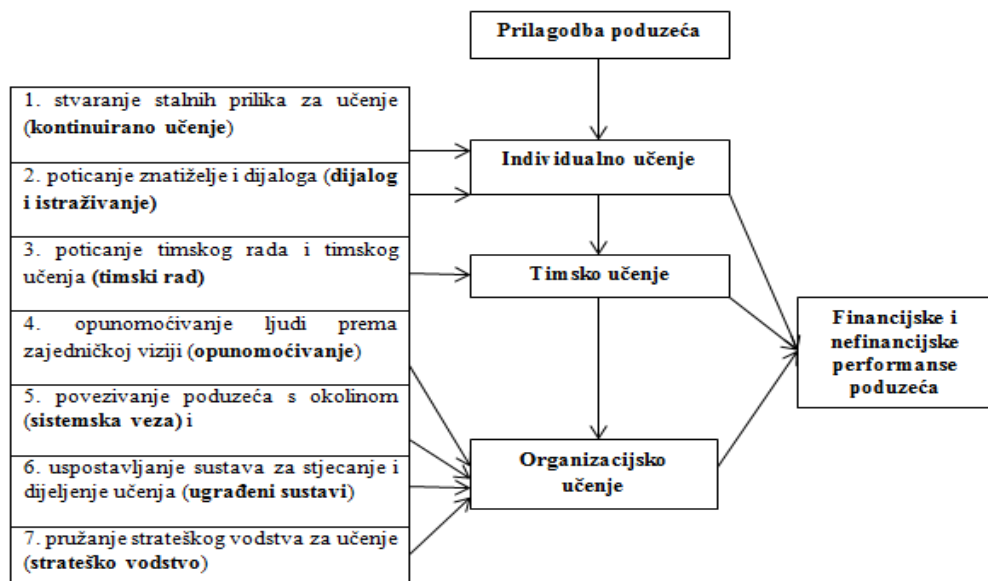 Prilagodba poduzeća
1. stvaranje stalnih prilika za učenje
(kontinuirano učenje)
2. poticanje znatiželje i dijaloga (dijalog
i istraživanje)
3. poticanje timskog rada i timskog
učenja (timski rad)
4. opunomoćivanje ljudi prema
zajedničkoj viziji (opunomoćivanje)
5. povezivanje poduzeća s okolinom
(sistemska veza) i
6. uspostavljanje sustava za stjecanje i
dijeljenje učenja (ugrađeni sustavi)
7. pružanje strateškog vodstva za učenje
(strateško vodstvo)
Individualno učenje
Timsko učenje
Organizacijsko
učenje
Financijske i
nefinancijske
performanse
poduzeća